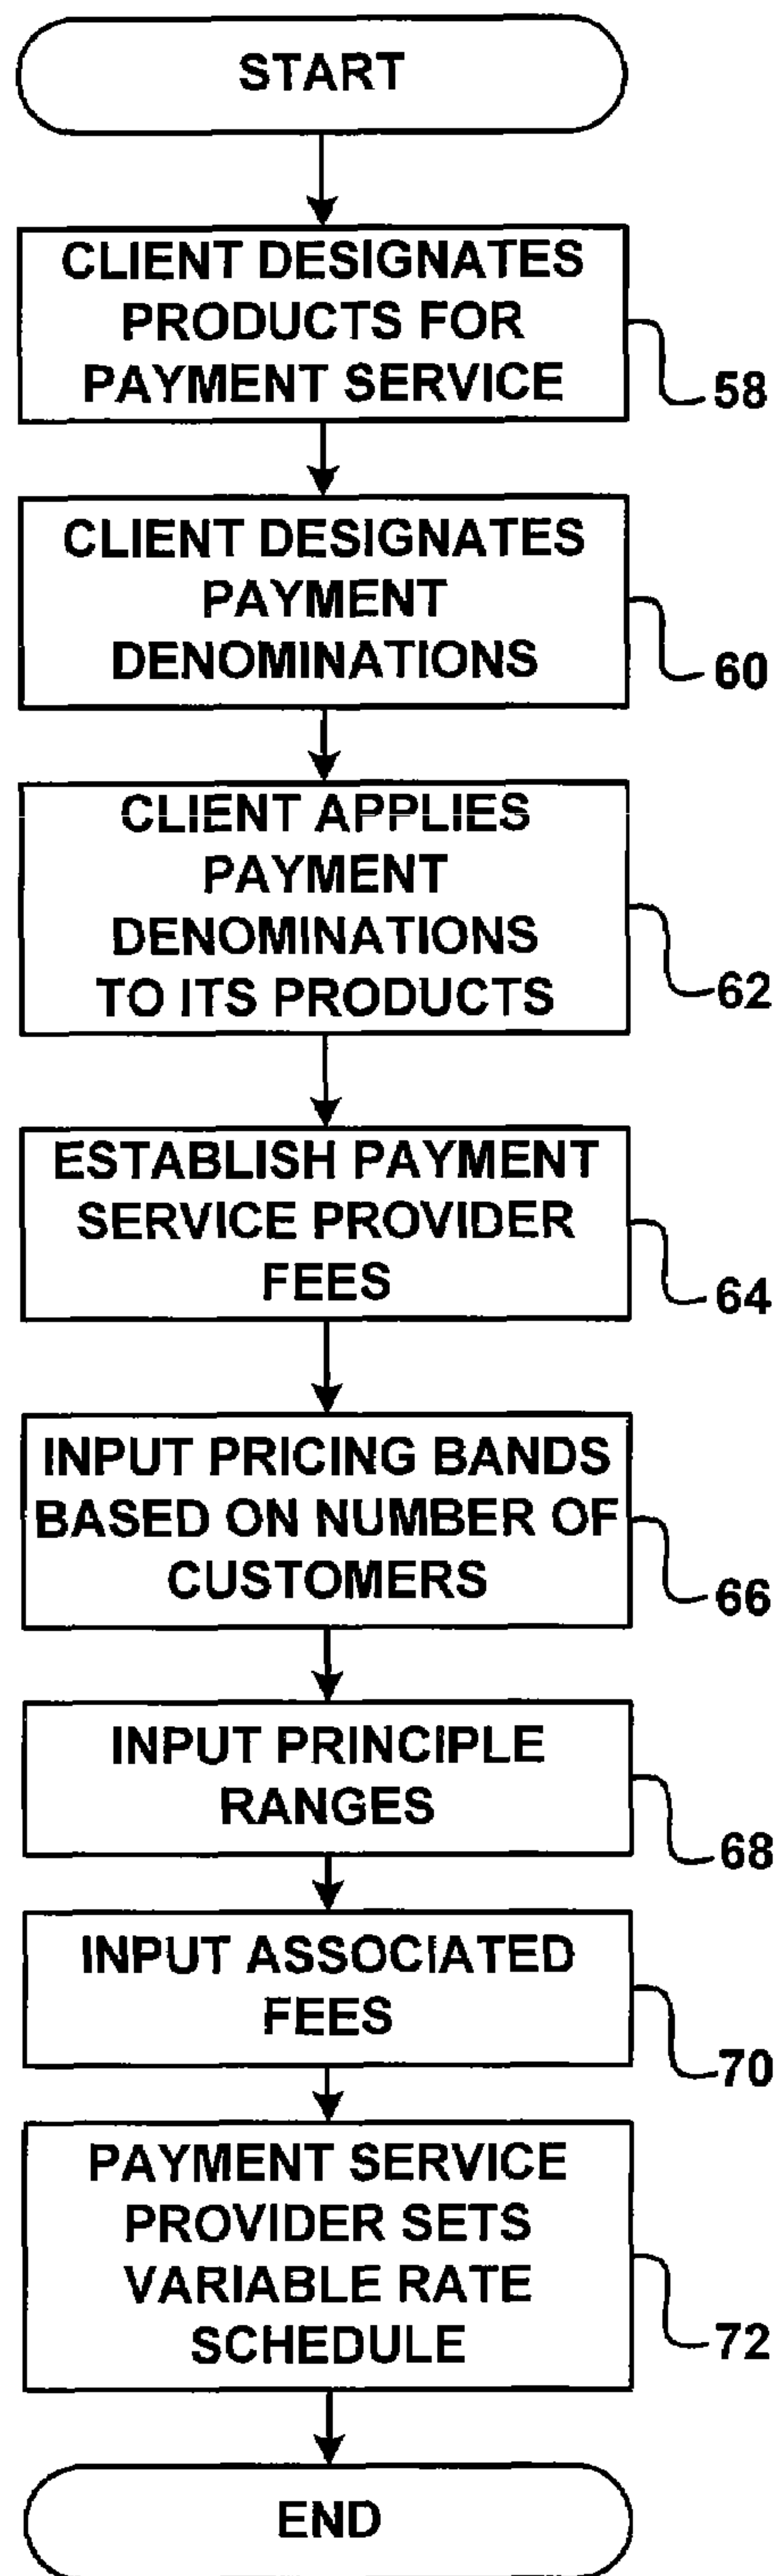 START
CLIENT DESIGNATES
PRODUCTS FOR
PAYMENT SERVICE
58
CLIENT DESIGNATES
PAYMENT
DENOMINATIONS
60
CLIENT APPLIES
PAYMENT
DENOMINATIONS
TO ITS PRODUCTS
62
ESTABLISH PAYMENT
SERVICE PROVIDER
FEES
64
INPUT PRICING BANDS
BASED ON NUMBER OF
CUSTOMERS
66
INPUT PRINCIPLE
RANGES
68
INPUT ASSOCIATED
FEES
70
PAYMENT SERVICE
PROVIDER SETS
VARIABLE RATE
SCHEDULE
72
END